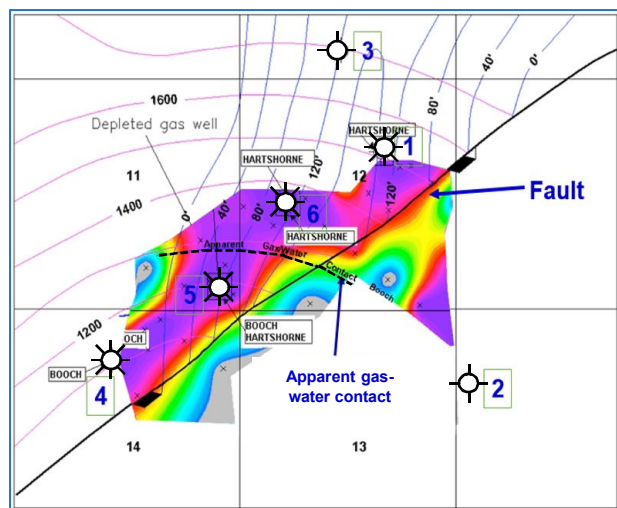 3
40'
0'
1600
80'
Depleted gas well
HARTSHORNE
1
HARTSHORNE
11
120'
12
120'
Fault
1400
0'
40'
80'
6
HARTSHORNE
Apparent
Gas/Water
Contact
5
Booch
1200
BOOCH
HARTSHORNE
OCH
BOOCH
4
Apparent gas-
water contact
2
14
13